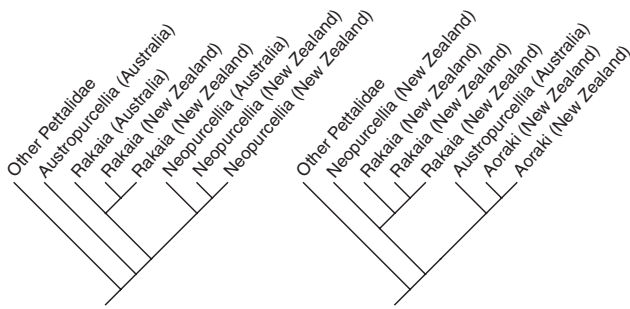 Other Pettalidae
Austropurcellia (Australia)
Rakaia (Australia)
Rakaia (New Zealand)
Rakaia (New Zealand)
Neopurcellia (Australia)
Neopurcellia (New Zealand)
Neopurcellia (New Zealand)
Other Pettalidae
Neopurcellia (New Zealand)
Rakaia (New Zealand)
Rakaia (New Zealand)
Rakaia (New Zealand)
Austropurcellia (Australia)
Aoraki (New Zealand)
Aoraki (New Zealand)